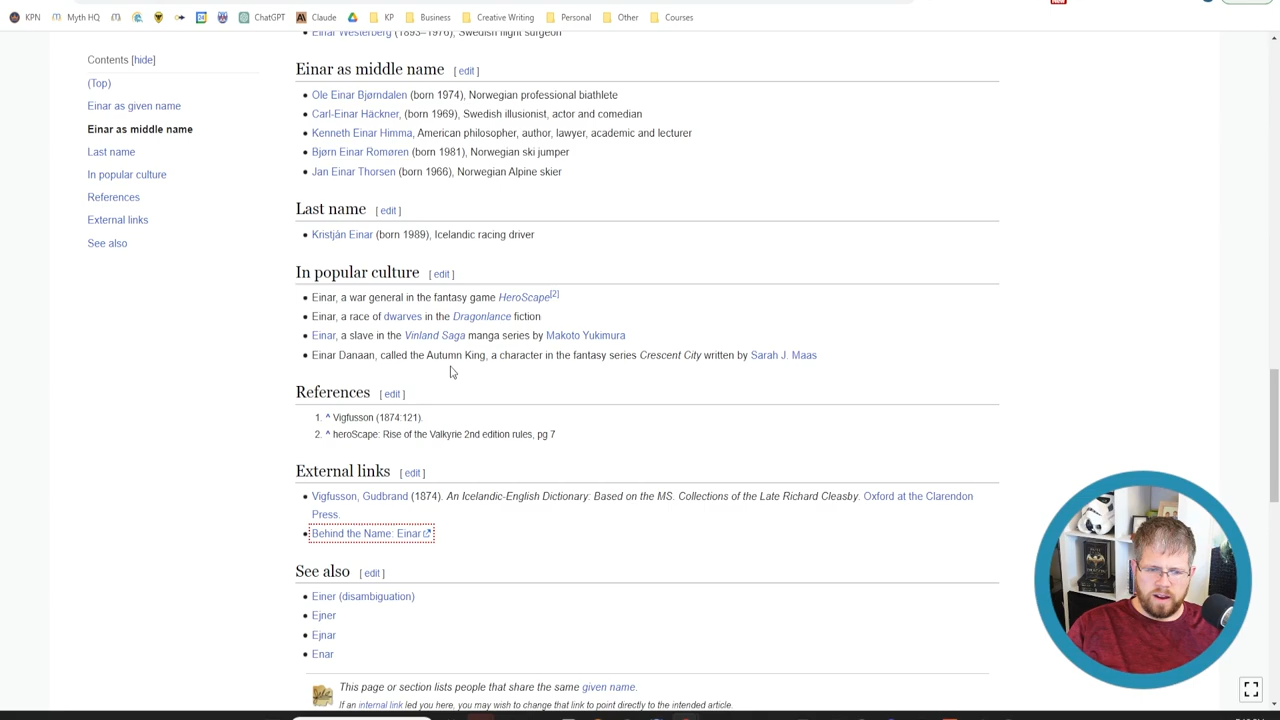 KPN Myth HQ ChatGPT Claude KP Business Creative Writing Personal Other Courses
Einar Westerberg (1893–1976), Swedish flight surgeon
Contents [hide]
(Top)
Einar as given name
Einar as middle name
Last name
In popular culture
References
External links
See also
Einar as middle name [ edit ]
Ole Einar Bjørndalen (born 1974), Norwegian professional biathlete
Carl-Einar Häckner, (born 1969), Swedish illusionist, actor and comedian
Kenneth Einar Himma, American philosopher, author, lawyer, academic and lecturer
Bjørn Einar Romøren (born 1981), Norwegian ski jumper
Jan Einar Thorsen (born 1966), Norwegian Alpine skier
Last name [ edit ]
Kristján Einar (born 1989), Icelandic racing driver
In popular culture [ edit ]
Einar, a war general in the fantasy game HeroScape[2]
Einar, a race of dwarves in the Dragonlance fiction
Einar, a slave in the Vinland Saga manga series by Makoto Yukimura
Einar Danaan, called the Autumn King, a character in the fantasy series Crescent City written by Sarah J. Maas
References [ edit ]
1. ^ Vigfusson (1874:121).
2. ^ heroScape: Rise of the Valkyrie 2nd edition rules, pg 7
External links [ edit ]
Vigfusson, Gudbrand (1874). An Icelandic-English Dictionary: Based on the MS. Collections of the Late Richard Cleasby. Oxford at the Clarendon
Press.
Behind the Name: Einar
See also [ edit ]
Einer (disambiguation)
Ejner
Ejnar
Enar
This page or section lists people that share the same given name.
If an internal link led you here, you may wish to change that link to point directly to the intended article.